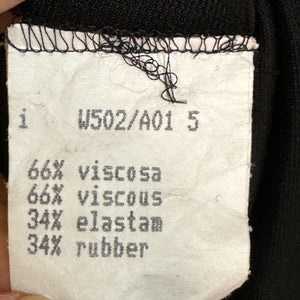 i W502/A01 5
66% viscosa
66% viscous
34% elastam
34% rubber